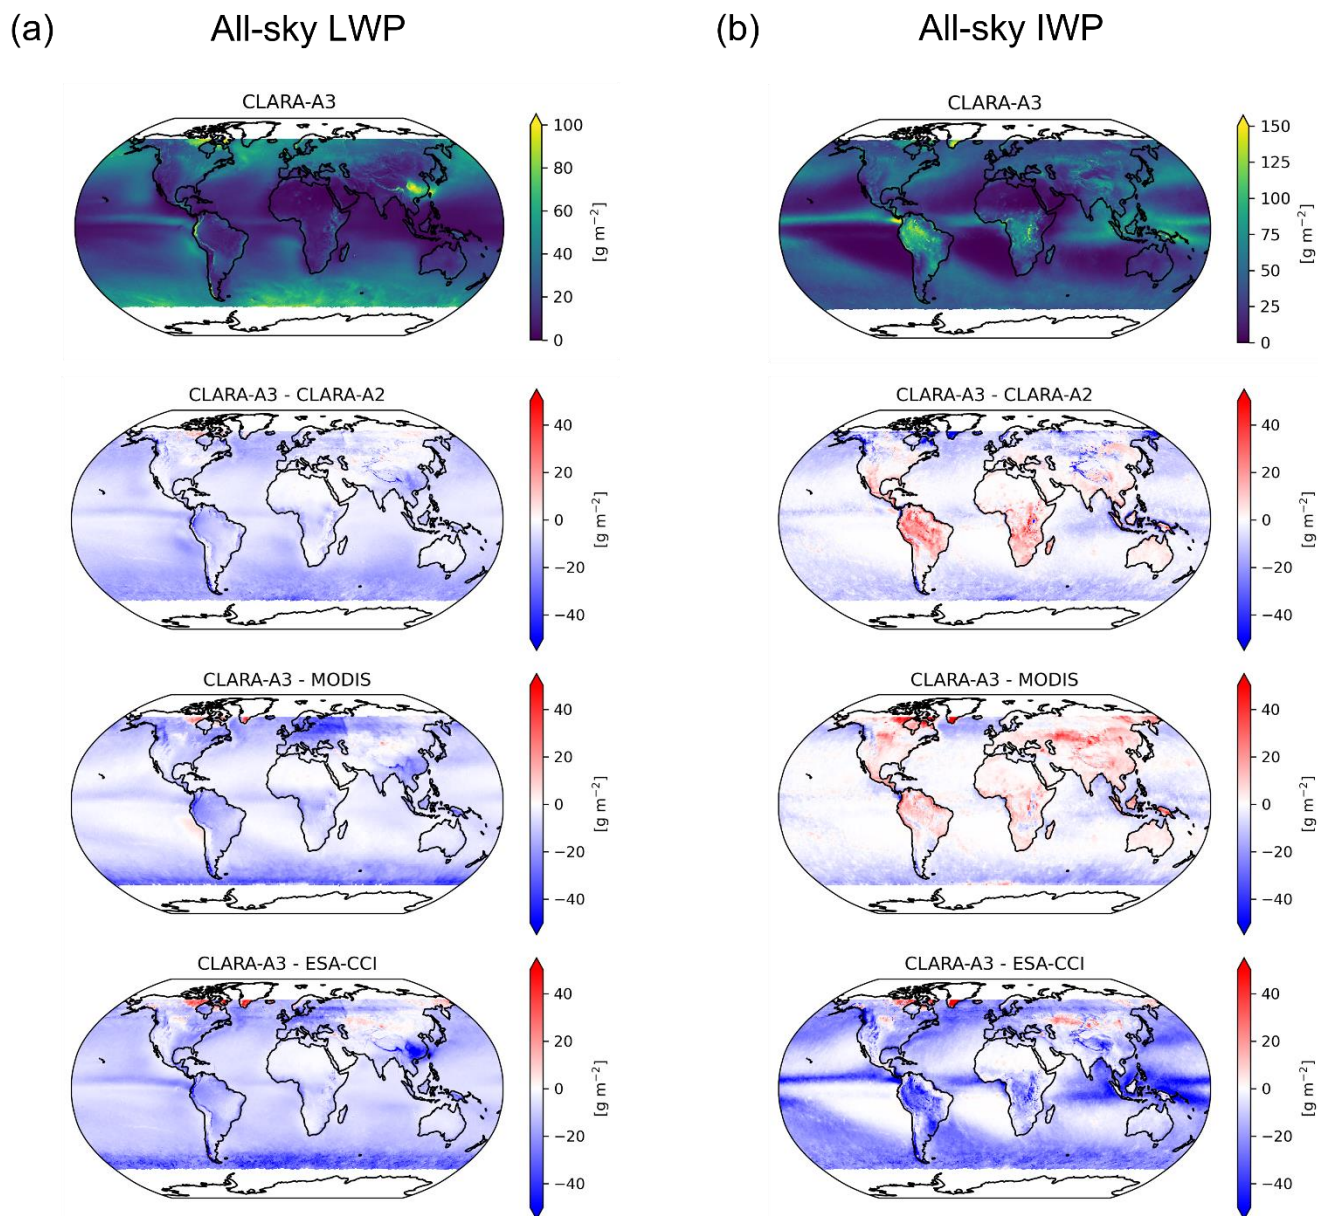 (a) All-sky LWP
(b) All-sky IWP
CLARA-A3
100
80
60
40
20
0
[g m⁻²]
CLARA-A3
150
125
100
75
50
25
0
[g m⁻²]
CLARA-A3 - CLARA-A2
40
20
0
−20
−40
[g m⁻²]
CLARA-A3 - CLARA-A2
40
20
0
−20
−40
[g m⁻²]
CLARA-A3 - MODIS
40
20
0
−20
−40
[g m⁻²]
CLARA-A3 - MODIS
40
20
0
−20
−40
[g m⁻²]
CLARA-A3 - ESA-CCI
40
20
0
−20
−40
[g m⁻²]
CLARA-A3 - ESA-CCI
40
20
0
−20
−40
[g m⁻²]